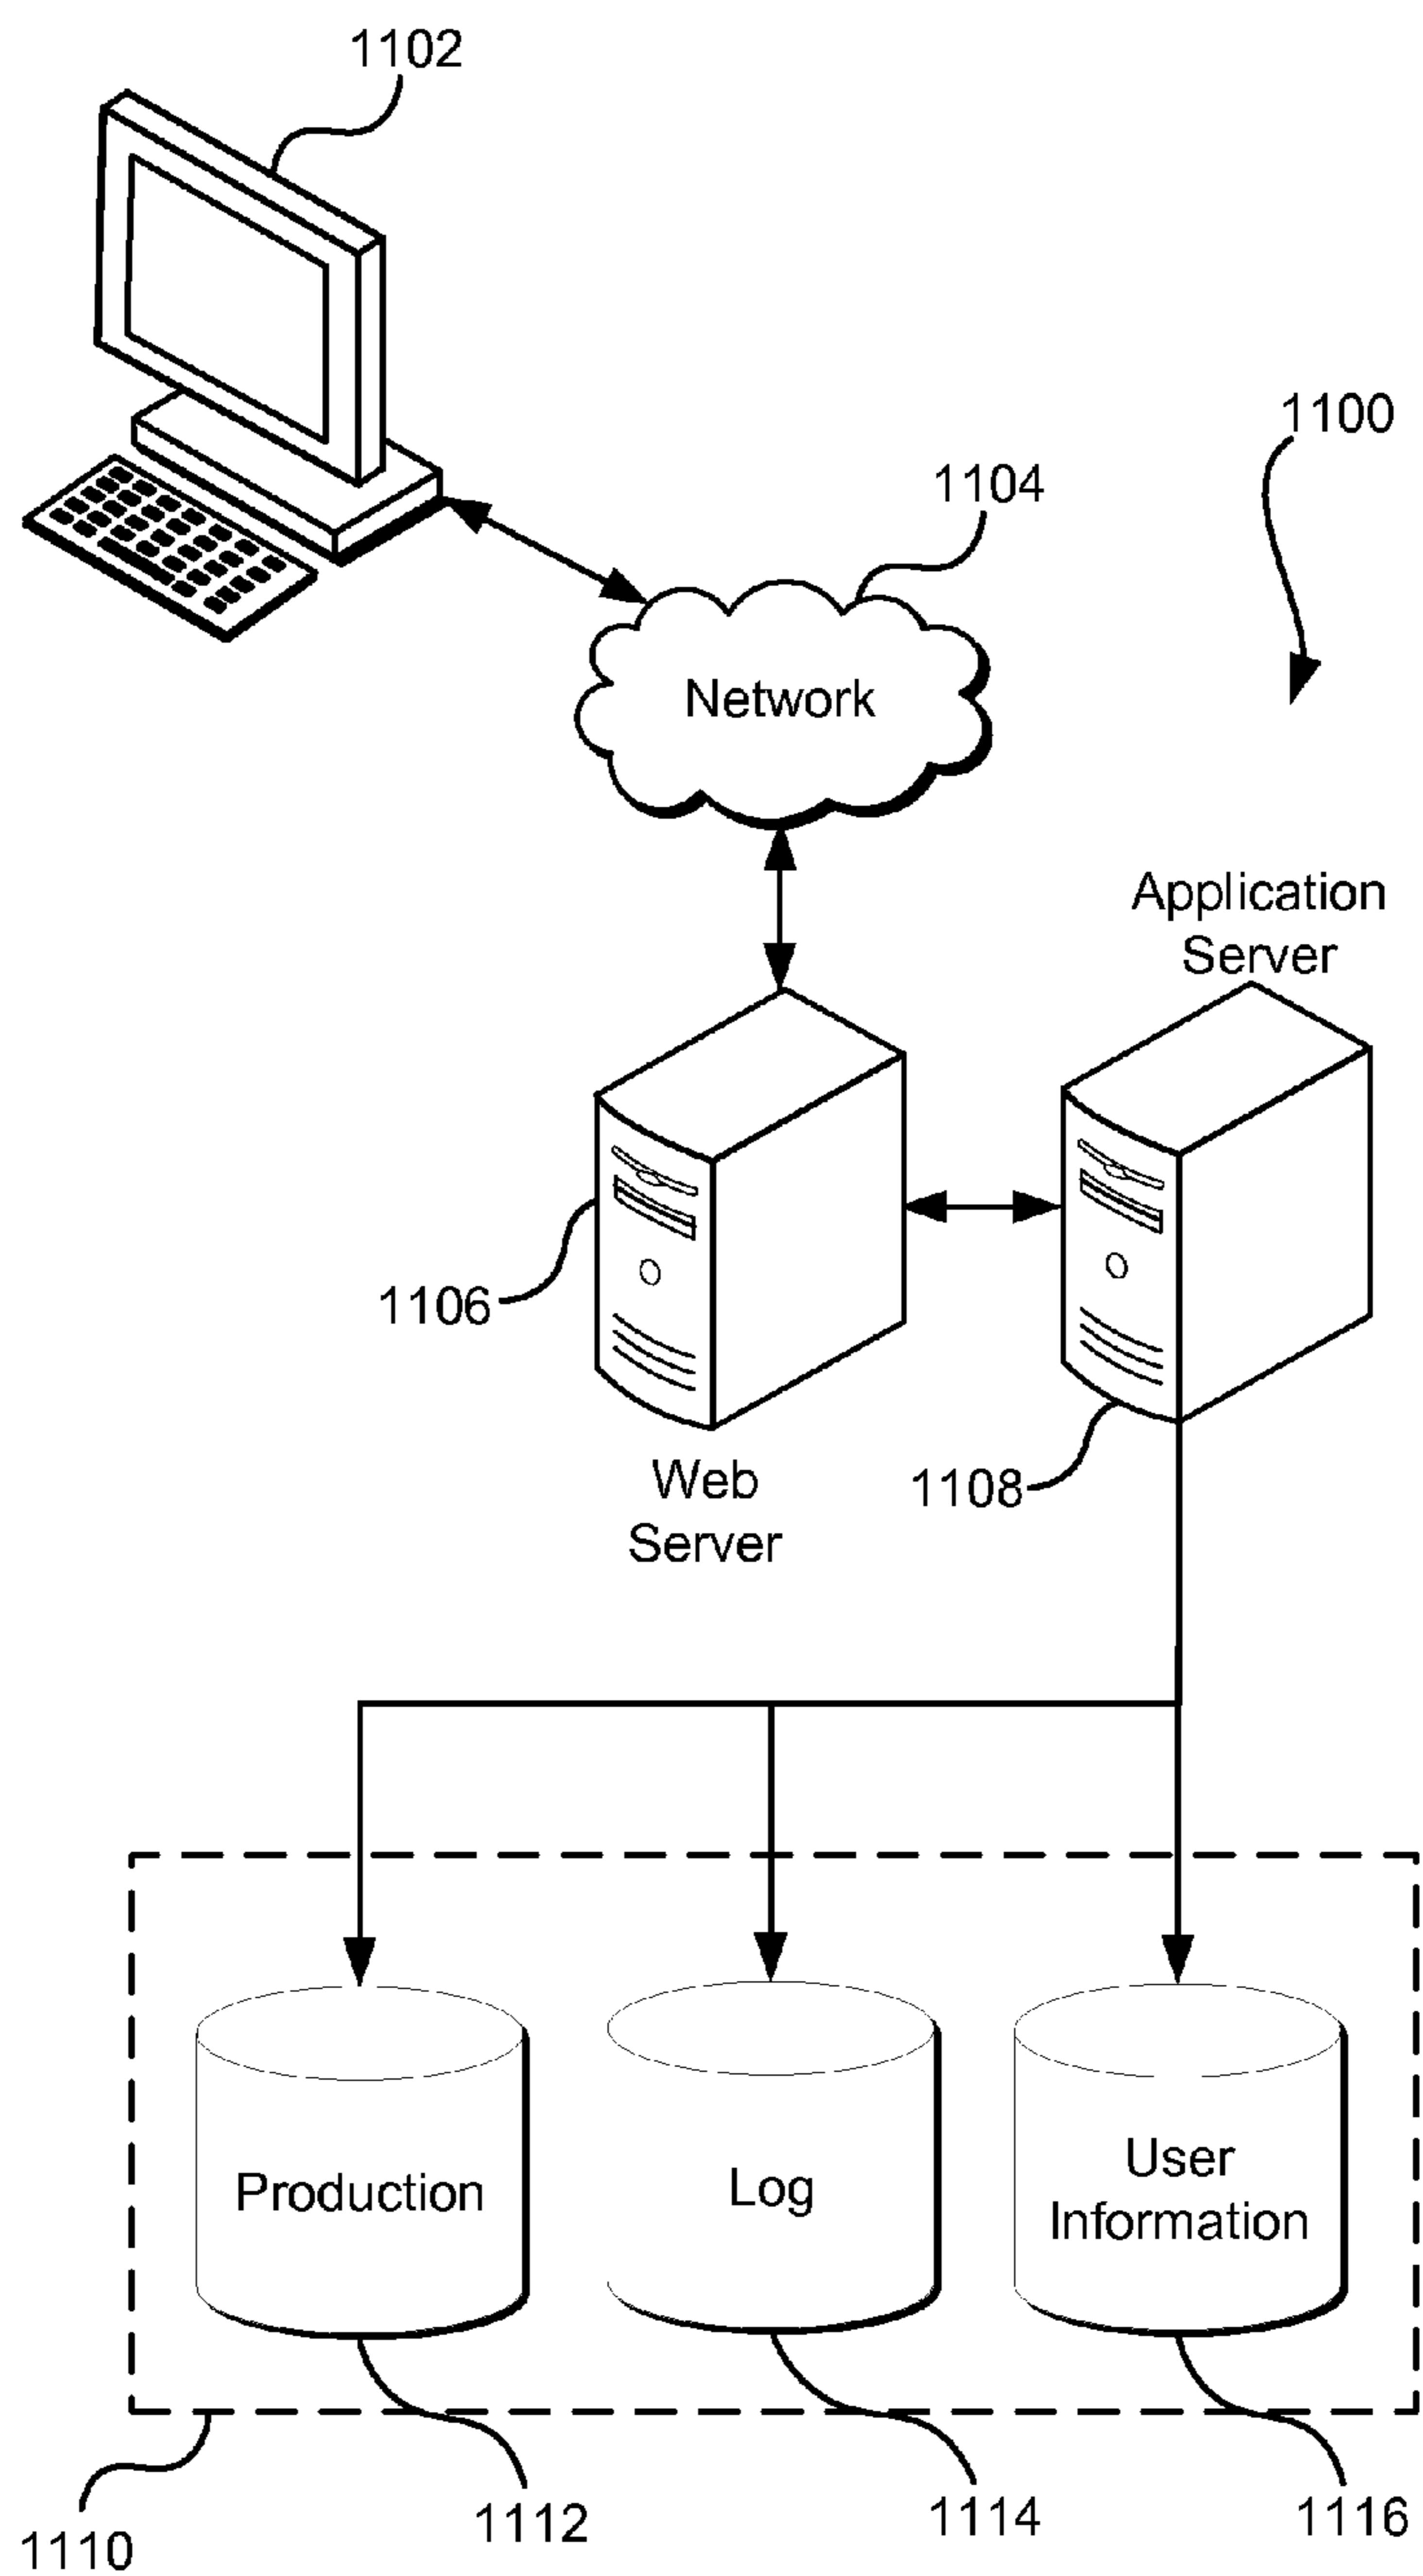 1102
1100
1104
Network
Application
Server
1106
1108
Web
Server
Production
Log
User
Information
1110
1112
1114
1116